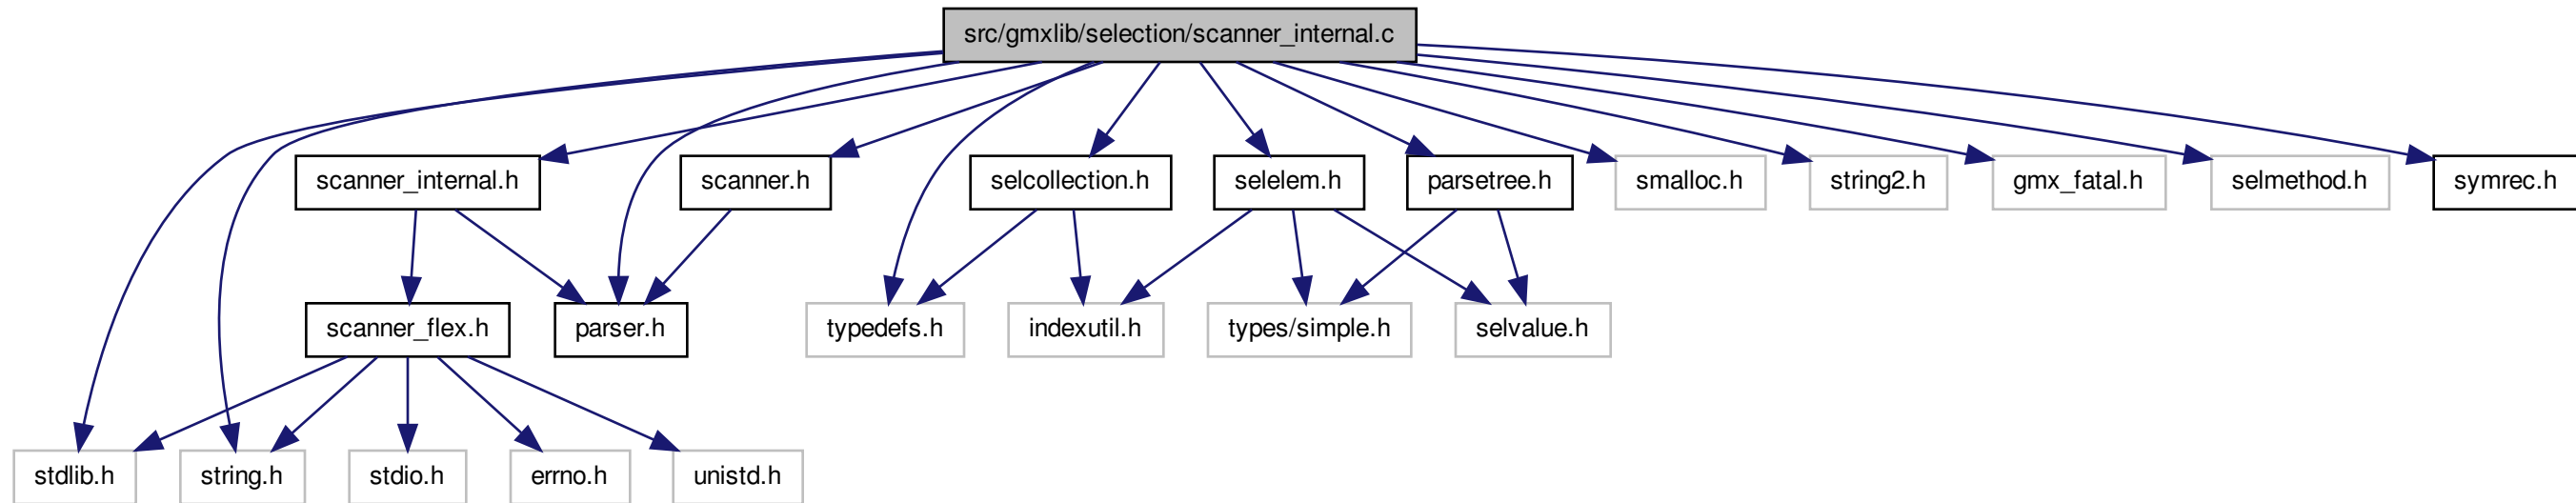 src/gmxlib/selection/scanner_internal.c
scanner_internal.h
scanner.h
selcollection.h
selelem.h
parsetree.h
smalloc.h
string2.h
gmx_fatal.h
selmethod.h
symrec.h
scanner_flex.h
parser.h
typedefs.h
indexutil.h
types/simple.h
selvalue.h
stdlib.h
string.h
stdio.h
errno.h
unistd.h